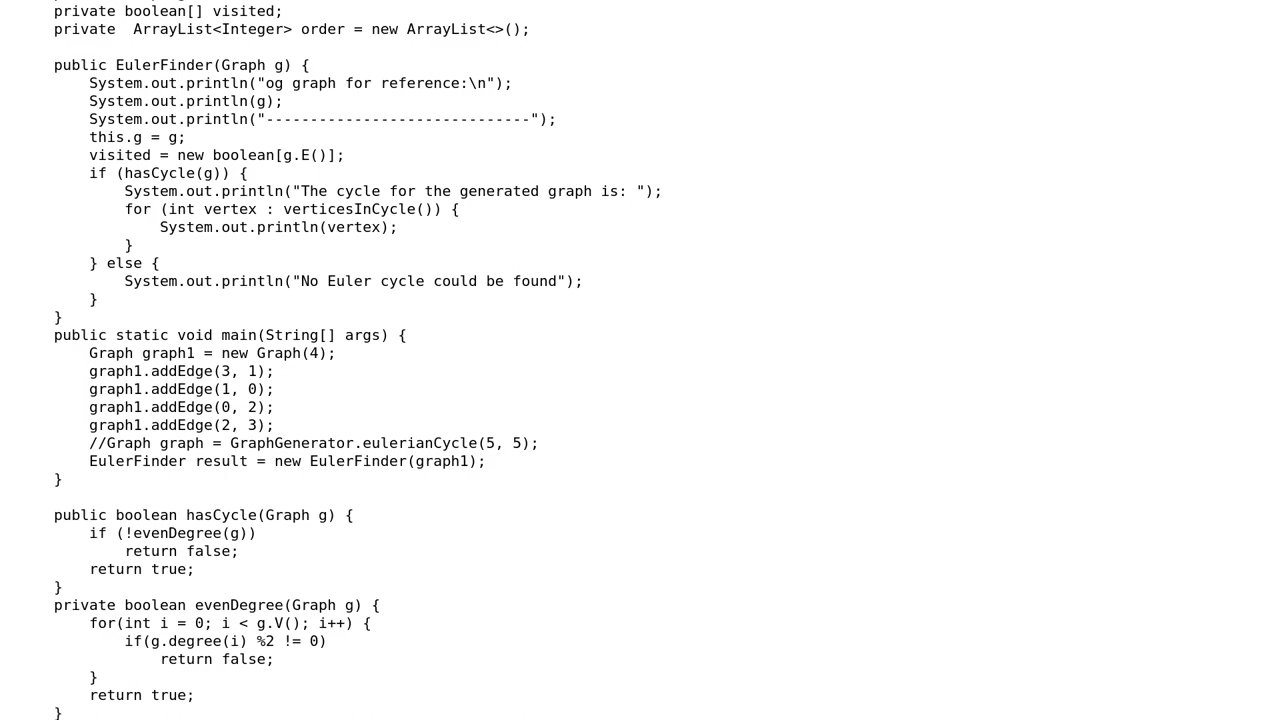 private boolean[] visited;
private  ArrayList<Integer> order = new ArrayList<>();
public EulerFinder(Graph g) {
System.out.println("og graph for reference:\n");
System.out.println(g);
System.out.println("------------------------------");
this.g = g;
visited = new boolean[g.E()];
if (hasCycle(g)) {
System.out.println("The cycle for the generated graph is: ");
for (int vertex : verticesInCycle()) {
System.out.println(vertex);
}
} else {
System.out.println("No Euler cycle could be found");
}
}
public static void main(String[] args) {
Graph graph1 = new Graph(4);
graph1.addEdge(3, 1);
graph1.addEdge(1, 0);
graph1.addEdge(0, 2);
graph1.addEdge(2, 3);
//Graph graph = GraphGenerator.eulerianCycle(5, 5);
EulerFinder result = new EulerFinder(graph1);
}
public boolean hasCycle(Graph g) {
if (!evenDegree(g))
return false;
return true;
}
private boolean evenDegree(Graph g) {
for(int i = 0; i < g.V(); i++) {
if(g.degree(i) %2 != 0)
return false;
}
return true;
}